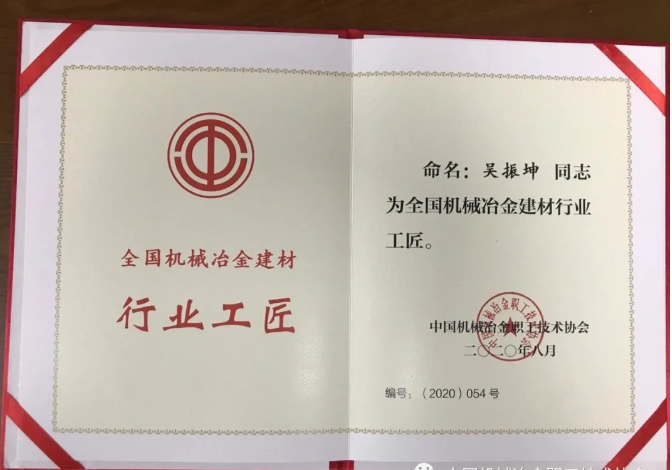 全国机械冶金建材
行业工匠
命名：吴振坤 同志
为全国机械冶金建材行业
工匠。
中国机械冶金职工技术协会
二〇二〇年八月
编号：（2020）054号